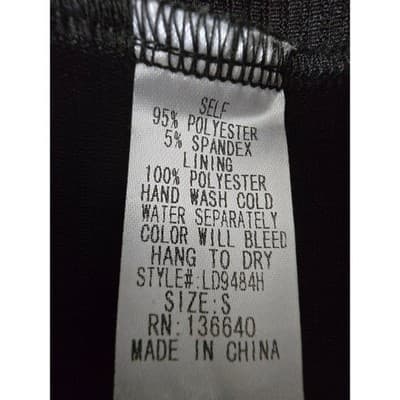 SELF
95% POLYESTER
5% SPANDEX
LINING
100% POLYESTER
HAND WASH COLD
WATER SEPARATELY
COLOR WILL BLEED
HANG TO DRY
STYLE#:LD9484H
SIZE:S
RN:136640
MADE IN CHINA